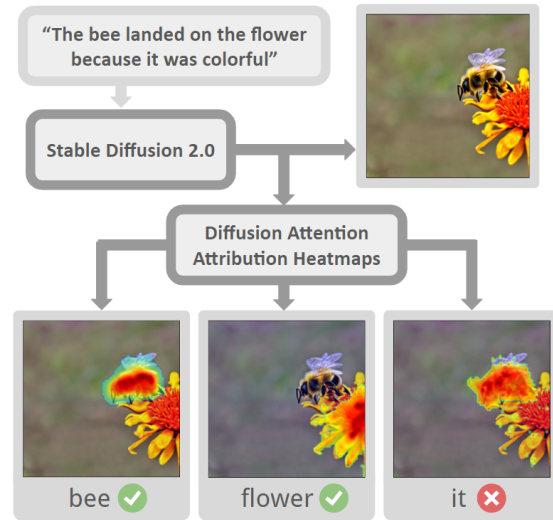 “The bee landed on the flower
because it was colorful”
Stable Diffusion 2.0
Diffusion Attention
Attribution Heatmaps
bee
flower
it